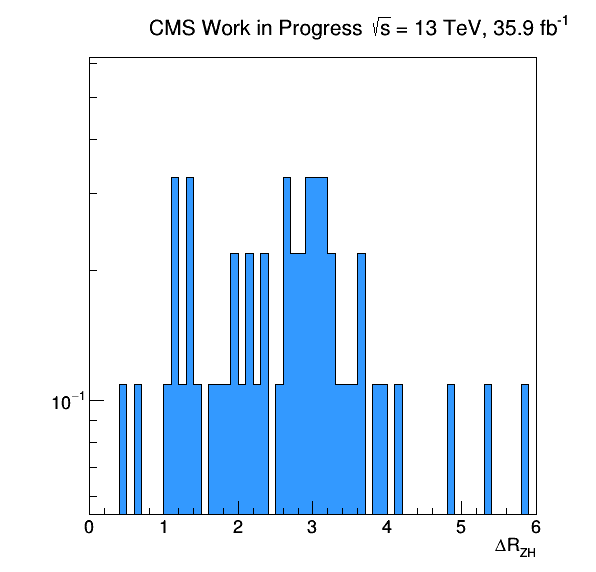 CMS Work in Progress √s = 13 TeV, 35.9 fb⁻¹
10⁻¹
0 1 2 3 4 5 6
ΔR_ZH